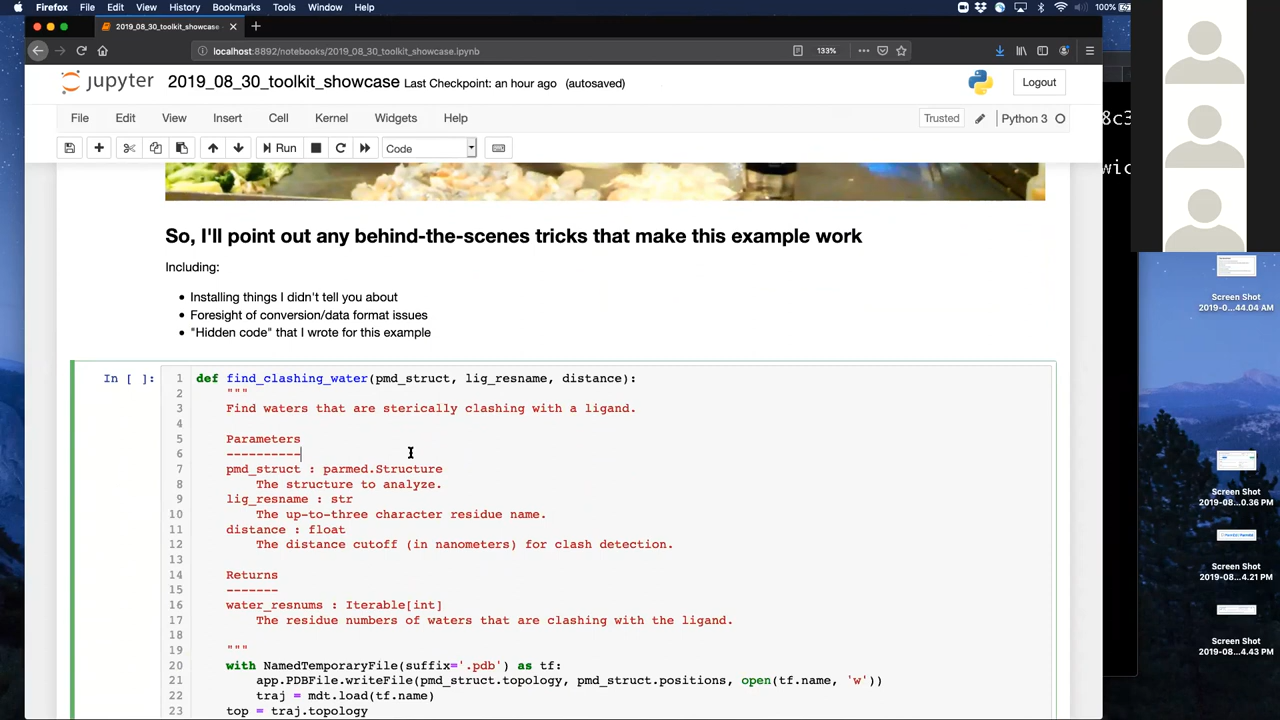 Firefox File Edit View History Bookmarks Tools Window Help 100%
2019_08_30_toolkit_showcase
localhost:8892/notebooks/2019_08_30_toolkit_showcase.ipynb 133%
jupyter 2019_08_30_toolkit_showcase Last Checkpoint: an hour ago (autosaved) Logout
File Edit View Insert Cell Kernel Widgets Help Trusted Python 3
Run Code
So, I'll point out any behind-the-scenes tricks that make this example work
Including:
• Installing things I didn't tell you about
• Foresight of conversion/data format issues
• "Hidden code" that I wrote for this example
In [ ]: 1 def find_clashing_water(pmd_struct, lig_resname, distance):
2 """
3 Find waters that are sterically clashing with a ligand.
4
5 Parameters
6 ----------
7 pmd_struct : parmed.Structure
8 The structure to analyze.
9 lig_resname : str
10 The up-to-three character residue name.
11 distance : float
12 The distance cutoff (in nanometers) for clash detection.
13
14 Returns
15 -------
16 water_resnums : Iterable[int]
17 The residue numbers of waters that are clashing with the ligand.
18
19 """
20 with NamedTemporaryFile(suffix='.pdb') as tf:
21 app.PDBFile.writeFile(pmd_struct.topology, pmd_struct.positions, open(tf.name, 'w'))
22 traj = mdt.load(tf.name)
23 top = traj.topology
8c3
wic
Screen Shot
2019-0...44.04 AM
Screen Shot
2019-08...0.36 PM
Screen Shot
2019-08...4.21 PM
Screen Shot
2019-08...4.43 PM